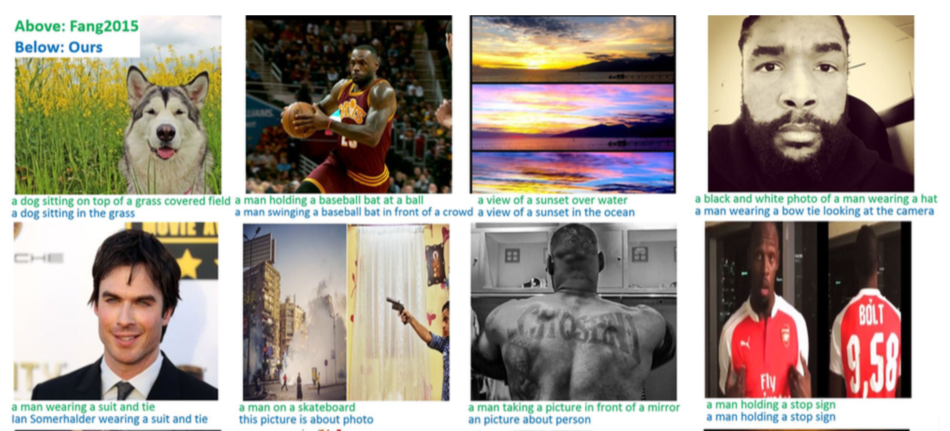 Above: Fang2015
Below: Ours
a dog sitting on top of a grass covered field
a dog sitting in the grass
a man holding a baseball bat at a ball
a man swinging a baseball bat in front of a crowd
a view of a sunset over water
a view of a sunset in the ocean
a black and white photo of a man wearing a hat
a man wearing a bow tie looking at the camera
CHE
MOVIE A
ITY
a man wearing a suit and tie
Ian Somerhalder wearing a suit and tie
a man on a skateboard
this picture is about photo
a man taking a picture in front of a mirror
an picture about person
Fly
BOLT
9,58
a man holding a stop sign
a man holding a stop sign